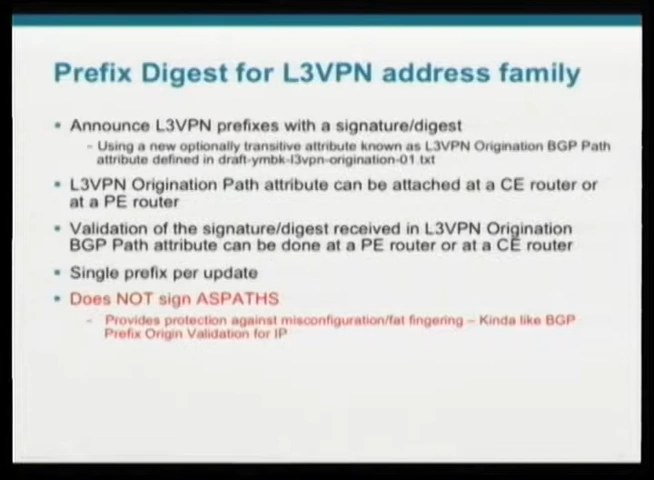 Prefix Digest for L3VPN address family
• Announce L3VPN prefixes with a signature/digest
- Using a new optionally transitive attribute known as L3VPN Origination BGP Path
attribute defined in draft-ymbk-l3vpn-origination-01.txt
• L3VPN Origination Path attribute can be attached at a CE router or
at a PE router
• Validation of the signature/digest received in L3VPN Origination
BGP Path attribute can be done at a PE router or at a CE router
• Single prefix per update
• Does NOT sign ASPATHS
- Provides protection against misconfiguration/fat fingering – Kinda like BGP
Prefix Origin Validation for IP